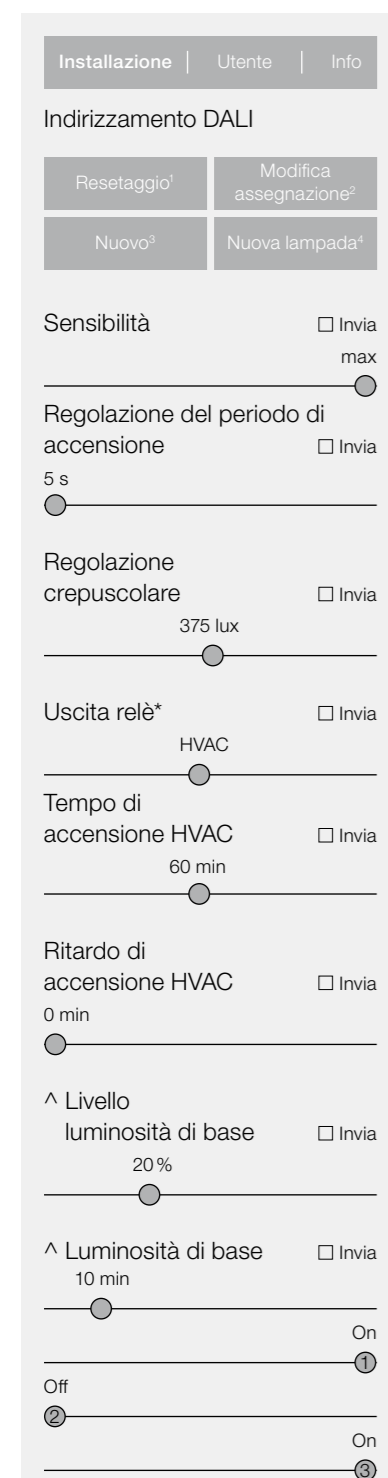 Installazione | Utente | Info
Indirizzamento DALI
Resetaggio¹
Modifica
assegnazione²
Nuovo³
Nuova lampada⁴
Sensibilità
Invia
max
Regolazione del periodo di
accensione
Invia
5 s
Regolazione
crepuscolare
Invia
375 lux
Uscita relè*
Invia
HVAC
Tempo di
accensione HVAC
Invia
60 min
Ritardo di
accensione HVAC
Invia
0 min
^ Livello
luminosità di base
Invia
20 %
^ Luminosità di base
Invia
10 min
On
1
Off
2
On
3